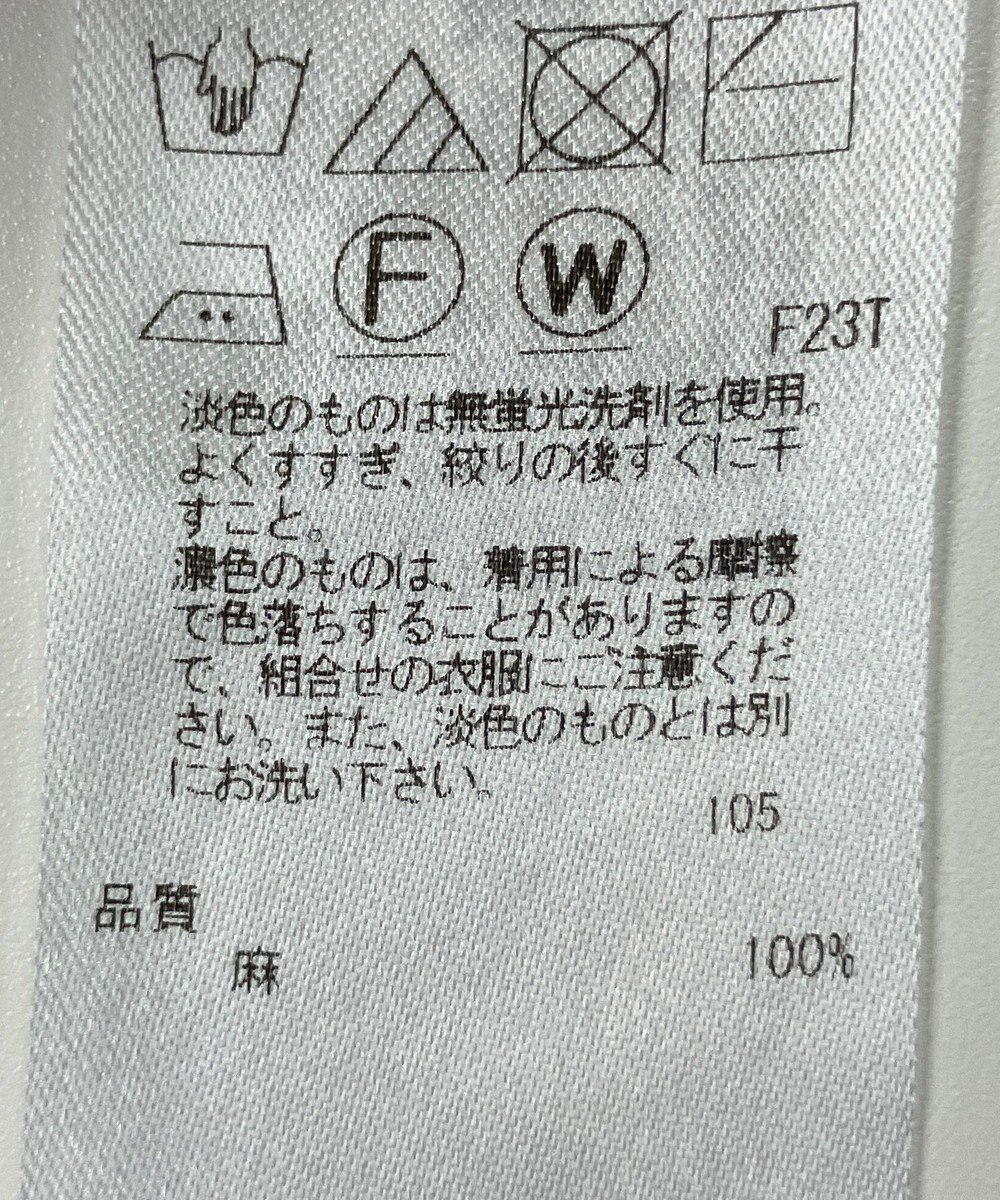 F W F23T
淡色のものは無蛍光洗剤を使用。
よくすすぎ、絞りの後すぐに干
すこと。
濃色のものは、着用による摩擦
で色落ちすることがありますの
で、組合せの衣服にご注意くだ
さい。また、淡色のものとは別
にお洗い下さい。
105
品質
麻 100%